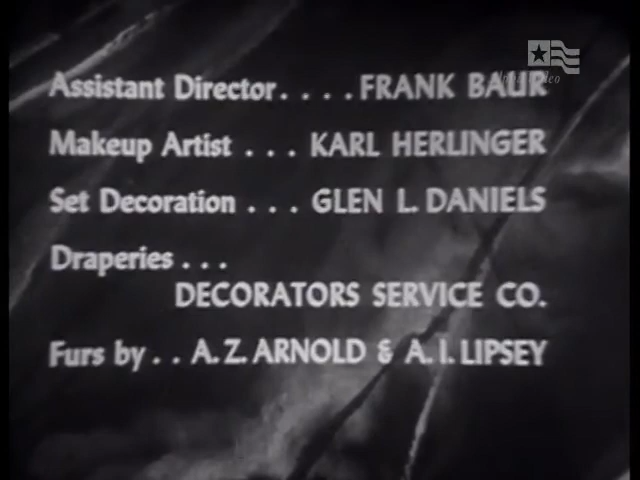 Assistant Director. . . . FRANK BAUR
Makeup Artist . . . KARL HERLINGER
Set Decoration . . . GLEN L. DANIELS
Draperies . . .
DECORATORS SERVICE CO.
Furs by . . A. Z. ARNOLD & A. I. LIPSEY